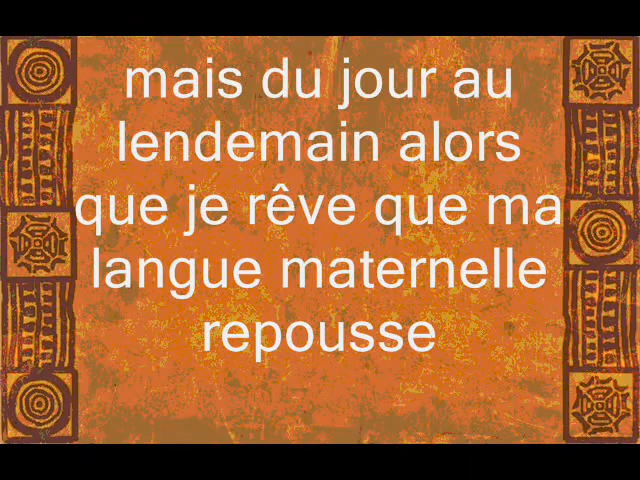 mais du jour au
lendemain alors
que je rêve que ma
langue maternelle
repousse